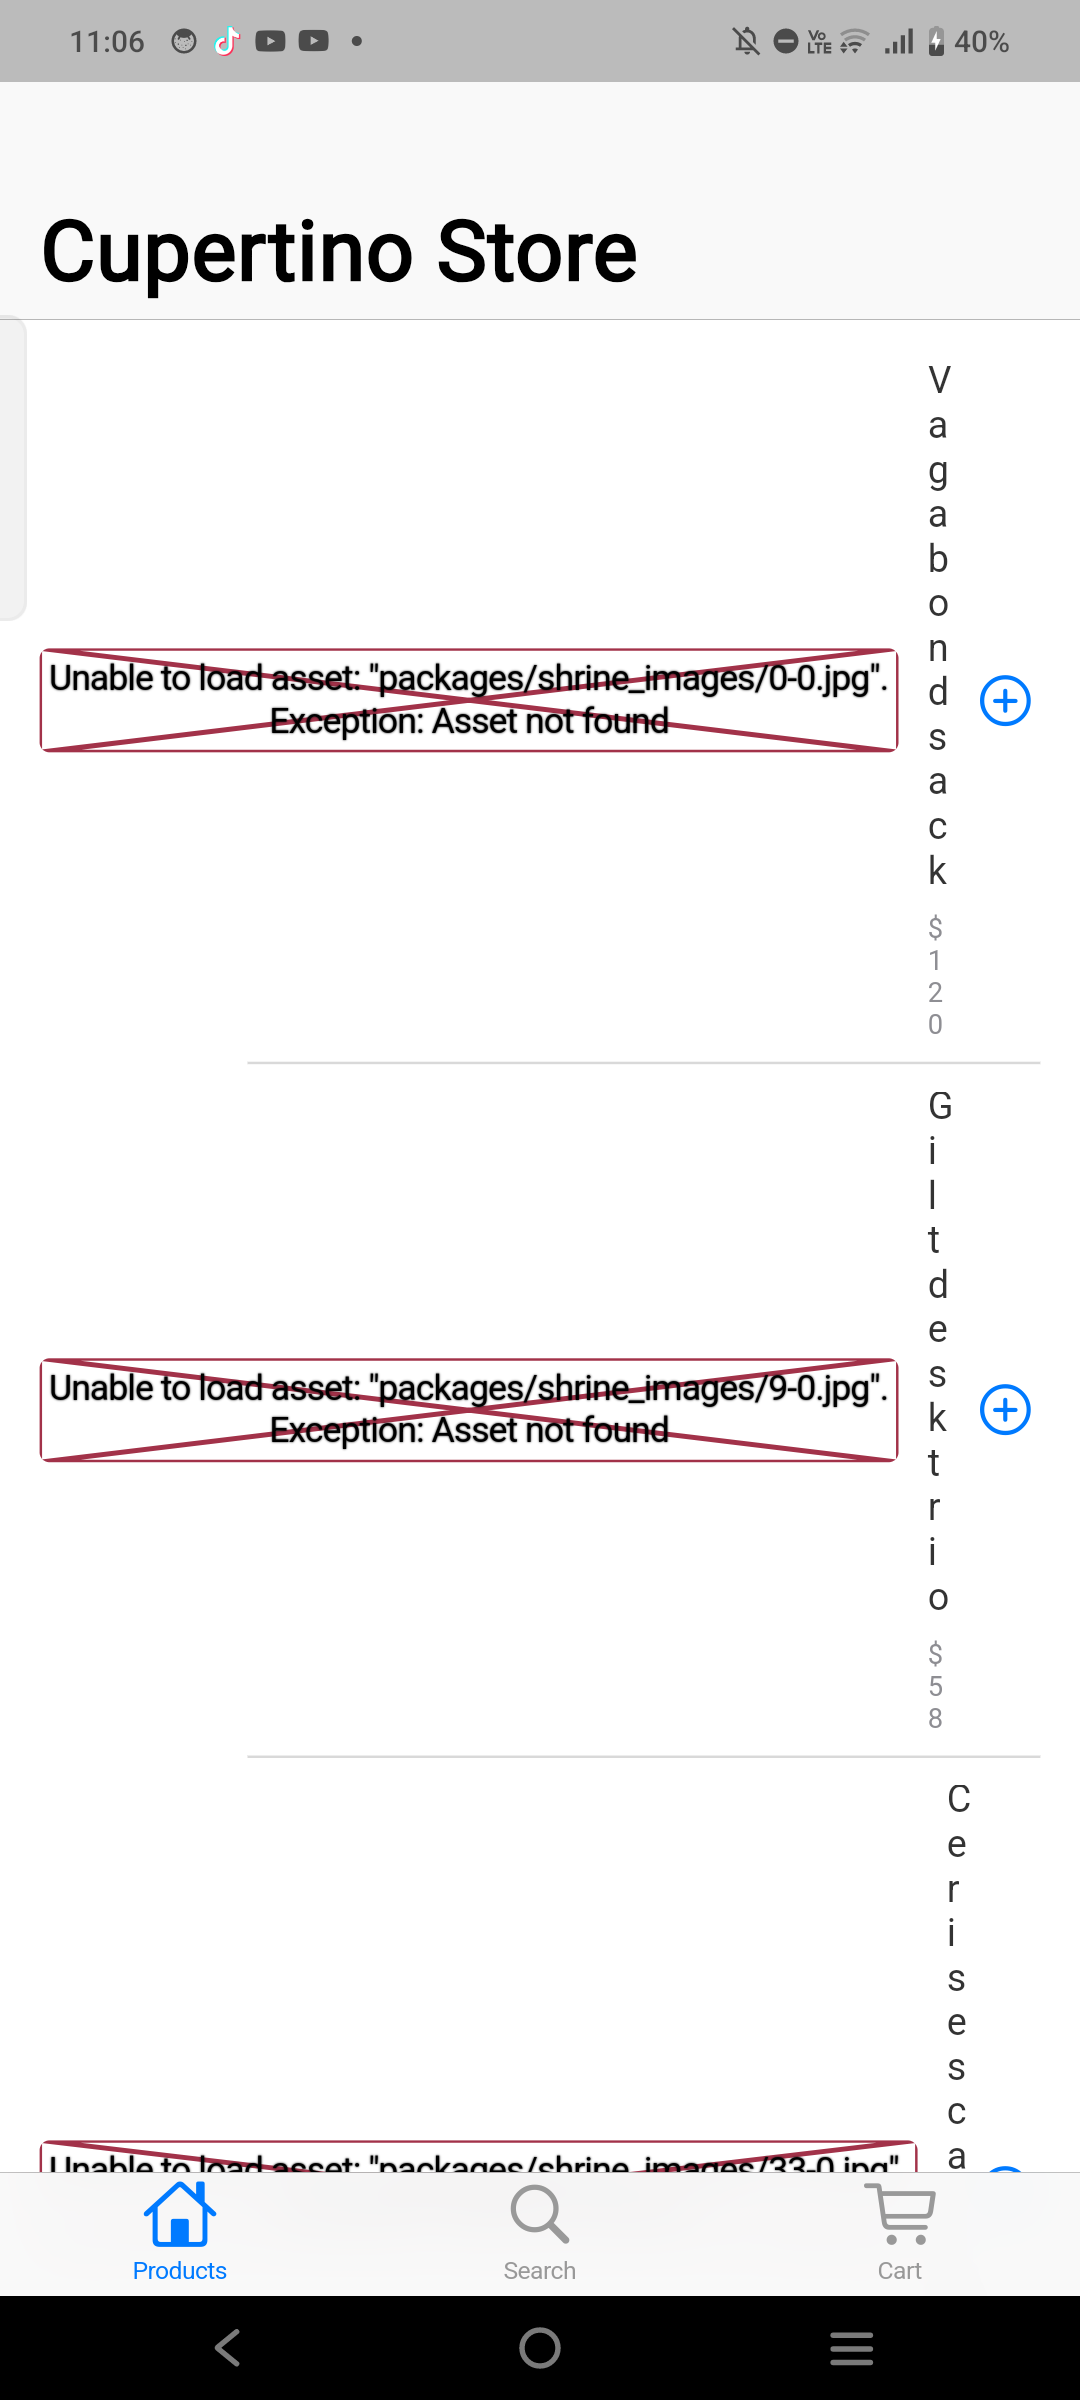 11:06
Vo
LTE
40%
Cupertino Store
V
a
g
a
b
o
n
d
s
a
c
k
Unable to load asset: "packages/shrine_images/0-0.jpg".
Exception: Asset not found
$
1
2
0
G
i
l
t
d
e
s
k
t
r
i
o
Unable to load asset: "packages/shrine_images/9-0.jpg".
Exception: Asset not found
$
5
8
C
e
r
i
s
e
s
c
a
Unable to load asset: "packages/shrine_images/33-0.jpg"
Products
Search
Cart